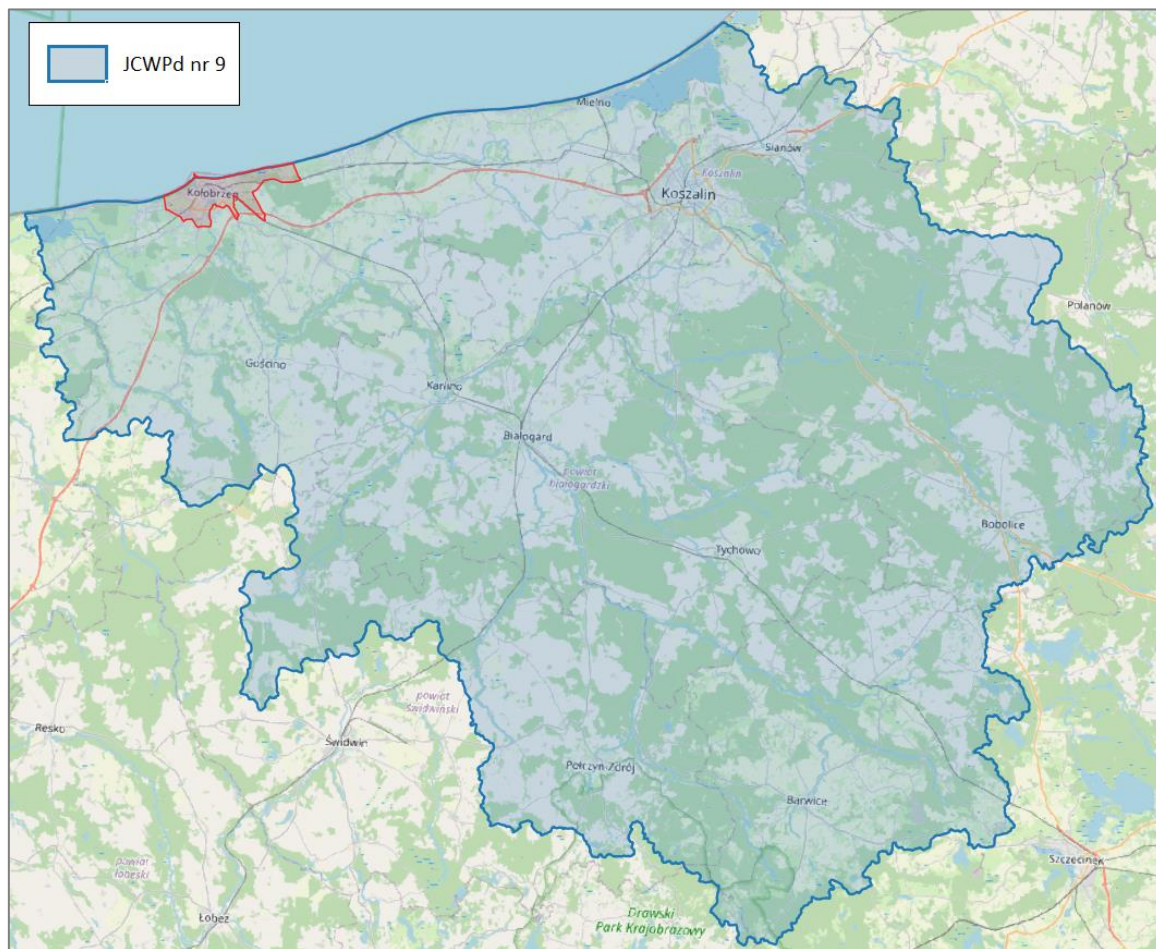 JCWPd nr 9
Mielno
Sianów
Koszalin
Koszalin
Kołobrzeg
Polanów
Gościno
Karlino
Białogard
powiat
białogardzki
Bobolice
Tychowo
powiat
świdwiński
Resko
Świdwin
Połczyn-Zdrój
Barwice
Szczecinek
powiat
łobeski
Łobez
Drawski
Park Krajobrazowy